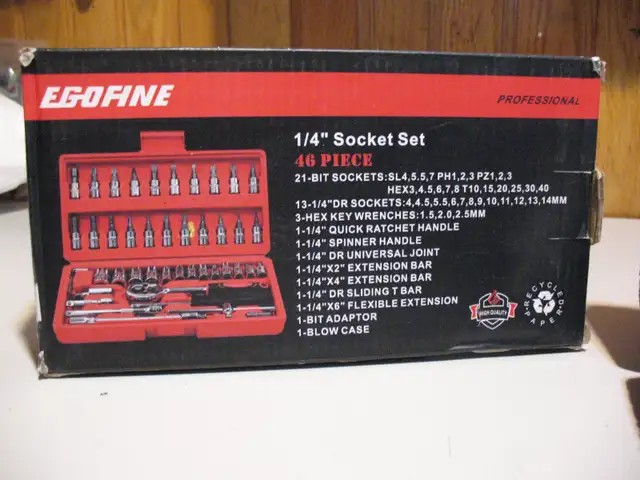 EGOFINE
PROFESSIONAL
1/4" Socket Set
46 PIECE
21-BIT SOCKETS:SL4,5.5,7 PH1,2,3 PZ1,2,3
HEX3,4,5,6,7,8 T10,15,20,25,30,40
13-1/4"DR SOCKETS:4,4.5,5,5.5,6,7,8,9,10,11,12,13,14MM
3-HEX KEY WRENCHES:1.5,2.0,2.5MM
1-1/4" QUICK RATCHET HANDLE
1-1/4" SPINNER HANDLE
1-1/4" DR UNIVERSAL JOINT
1-1/4"X2" EXTENSION BAR
1-1/4"X4" EXTENSION BAR
1-1/4" DR SLIDING T BAR
1-1/4"X6" FLEXIBLE EXTENSION
1-BIT ADAPTOR
1-BLOW CASE
HIGH QUALITY
RECYCLED
PAPER